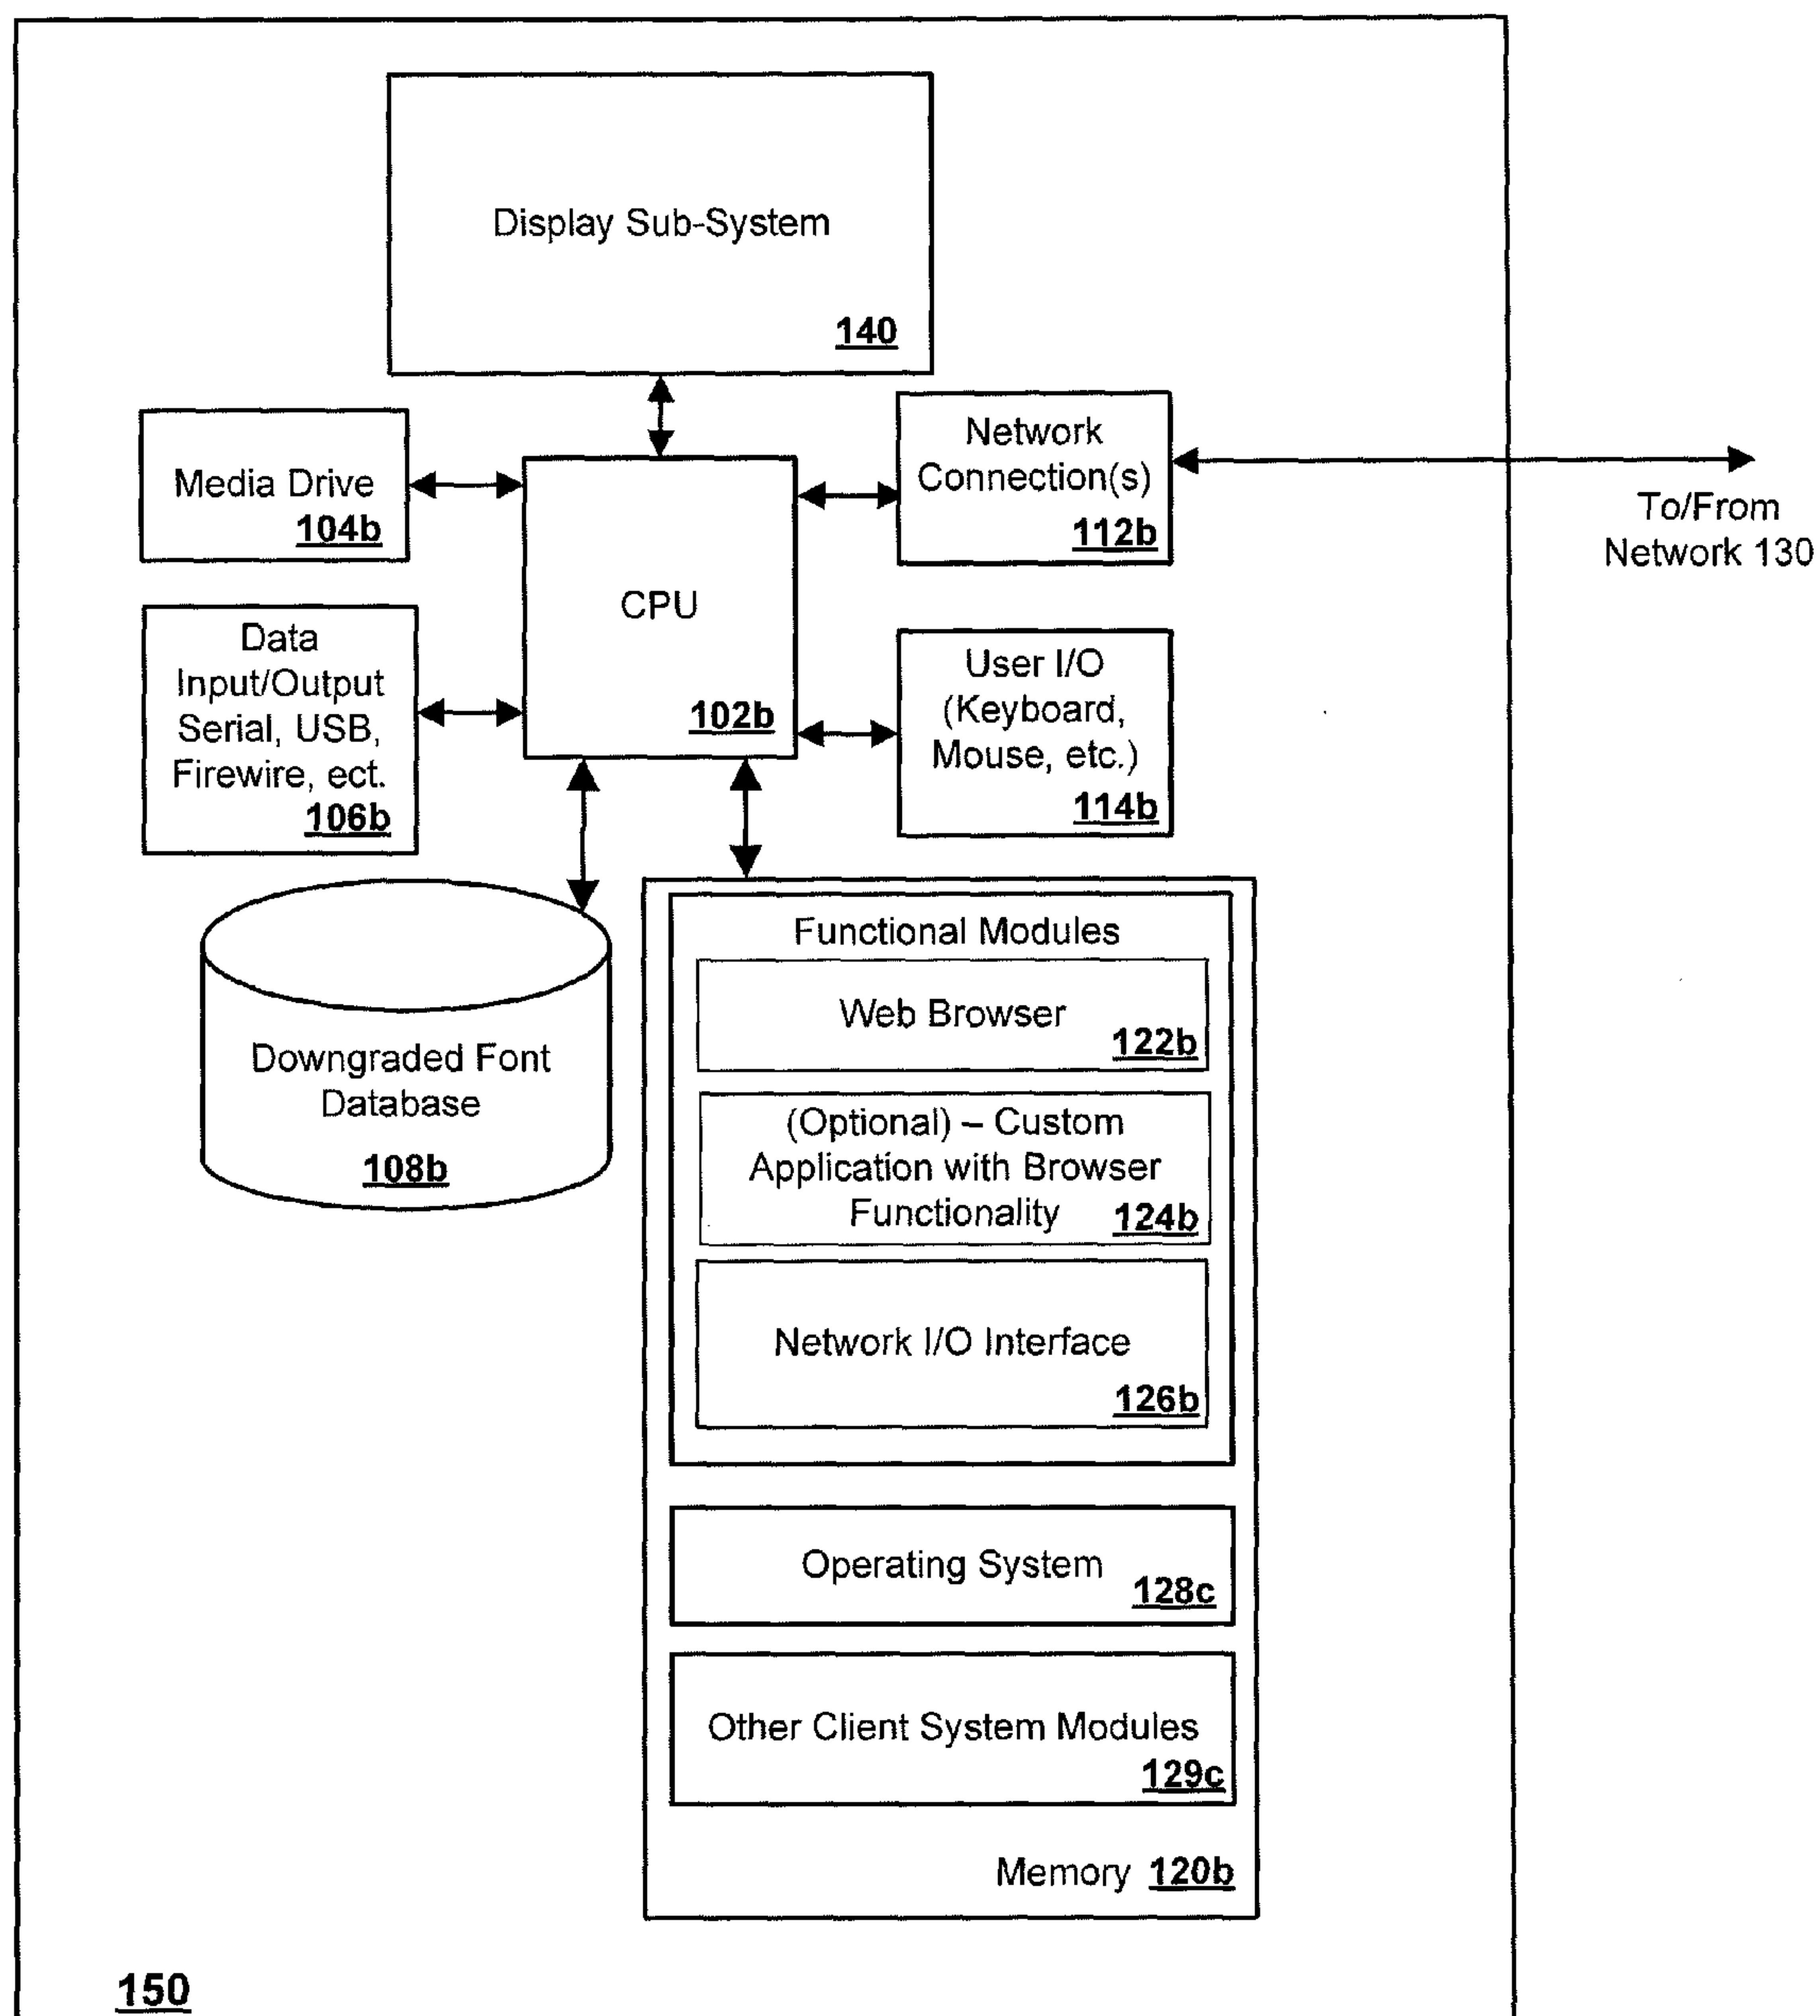 Display Sub-System
140
Media Drive
104b
Network
Connection(s)
112b
To/From
Network 130
CPU
102b
Data
Input/Output
Serial, USB,
Firewire, ect.
106b
User I/O
(Keyboard,
Mouse, etc.)
114b
Downgraded Font
Database
108b
Functional Modules
Web Browser
122b
(Optional) – Custom
Application with Browser
Functionality 124b
Network I/O Interface
126b
Operating System
128c
Other Client System Modules
129c
Memory 120b
150